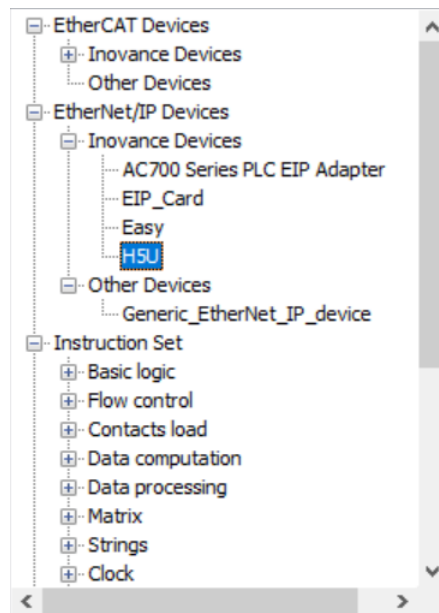 EtherCAT Devices
Inovance Devices
Other Devices
EtherNet/IP Devices
Inovance Devices
AC700 Series PLC EIP Adapter
EIP_Card
Easy
H5U
Other Devices
Generic_EtherNet_IP_device
Instruction Set
Basic logic
Flow control
Contacts load
Data computation
Data processing
Matrix
Strings
Clock